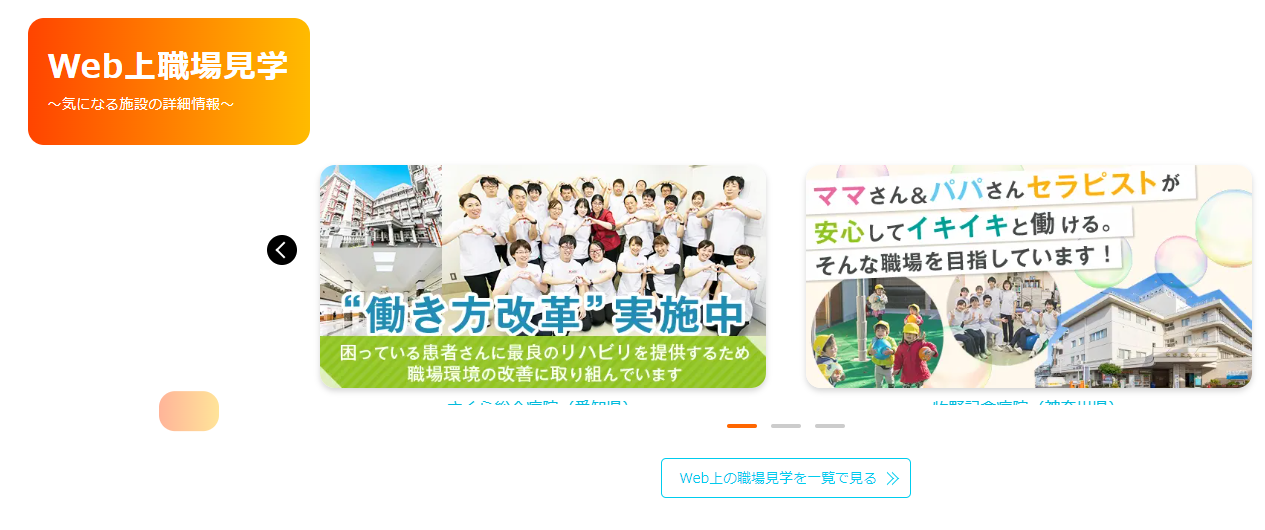 Web上職場見学
～気になる施設の詳細情報～
“働き方改革”実施中
困っている患者さんに最良のリハビリを提供するため
職場環境の改善に取り組んでいます
ママさん&パパさんセラピストが
安心してイキイキと働ける。
そんな職場を目指しています！
Web上の職場見学を一覧で見る